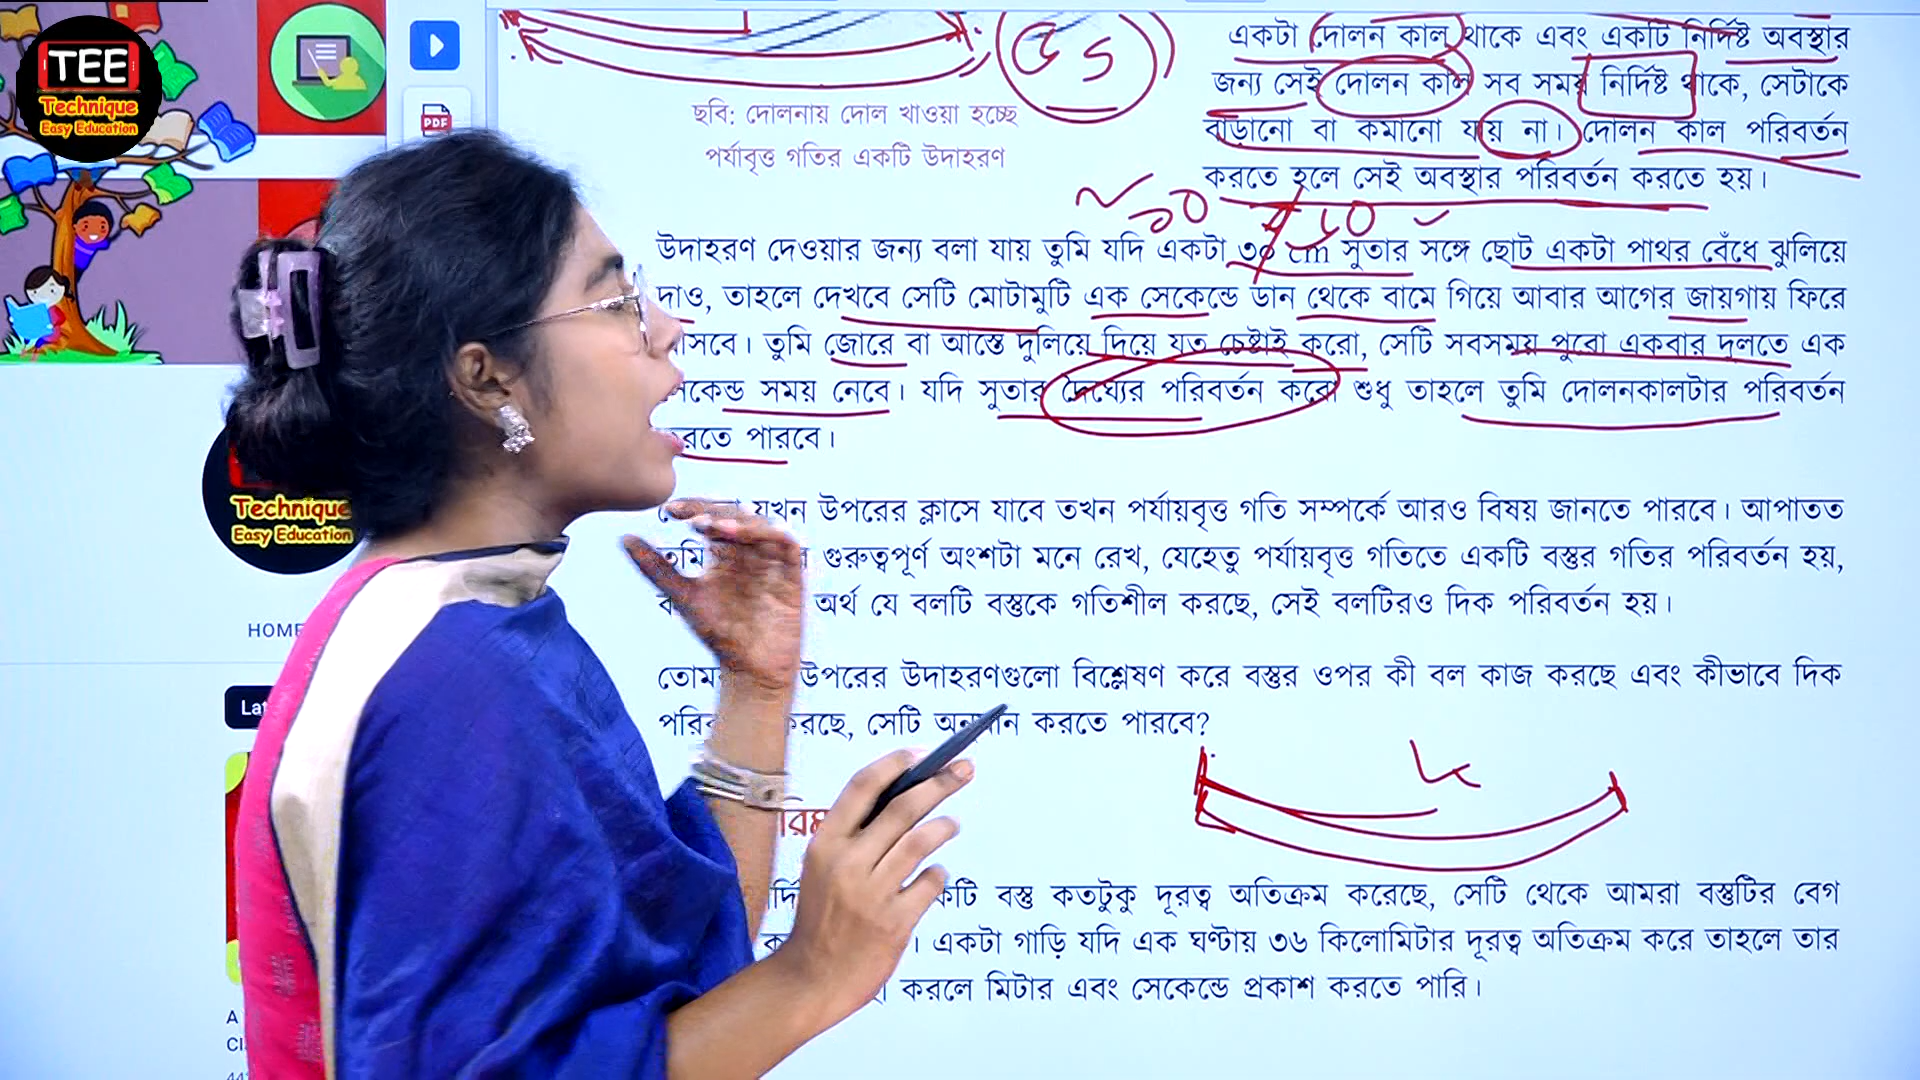 TEE
Technique
Easy Education
PDF
ছবি: দোলনায় দোল খাওয়া হচ্ছে
পর্যাবৃত্ত গতির একটি উদাহরণ
একটা দোলন কাল থাকে এবং একটি নির্দিষ্ট অবস্থার
জন্য সেই দোলন কাল সব সময় নির্দিষ্ট থাকে, সেটাকে
বাড়ানো বা কমানো যায় না। দোলন কাল পরিবর্তন
করতে হলে সেই অবস্থার পরিবর্তন করতে হয়।
উদাহরণ দেওয়ার জন্য বলা যায় তুমি যদি একটা ৩০ cm সুতার সঙ্গে ছোট একটা পাথর বেঁধে ঝুলিয়ে
দাও, তাহলে দেখবে সেটি মোটামুটি এক সেকেন্ডে ডান থেকে বামে গিয়ে আবার আগের জায়গায় ফিরে
আসবে। তুমি জোরে বা আস্তে দুলিয়ে দিয়ে যত চেষ্টাই করো, সেটি সবসময় পুরো একবার দুলতে এক
সেকেন্ড সময় নেবে। যদি সুতার দৈর্ঘ্যের পরিবর্তন করো শুধু তাহলে তুমি দোলনকালটার পরিবর্তন
করতে পারবে।
যখন উপরের ক্লাসে যাবে তখন পর্যায়বৃত্ত গতি সম্পর্কে আরও বিষয় জানতে পারবে। আপাতত
গুরুত্বপূর্ণ অংশটা মনে রেখ, যেহেতু পর্যায়বৃত্ত গতিতে একটি বস্তুর গতির পরিবর্তন হয়,
অর্থ যে বলটি বস্তুকে গতিশীল করছে, সেই বলটিরও দিক পরিবর্তন হয়।
উপরের উদাহরণগুলো বিশ্লেষণ করে বস্তুর ওপর কী বল কাজ করছে এবং কীভাবে দিক
করছে, সেটি অনুমান করতে পারবে?
Technique
Easy Education
HOME
কতটুকু দূরত্ব অতিক্রম করেছে, সেটি থেকে আমরা বস্তুটির বেগ
একটা গাড়ি যদি এক ঘণ্টায় ৩৬ কিলোমিটার দূরত্ব অতিক্রম করে তাহলে তার
করলে মিটার এবং সেকেন্ডে প্রকাশ করতে পারি।